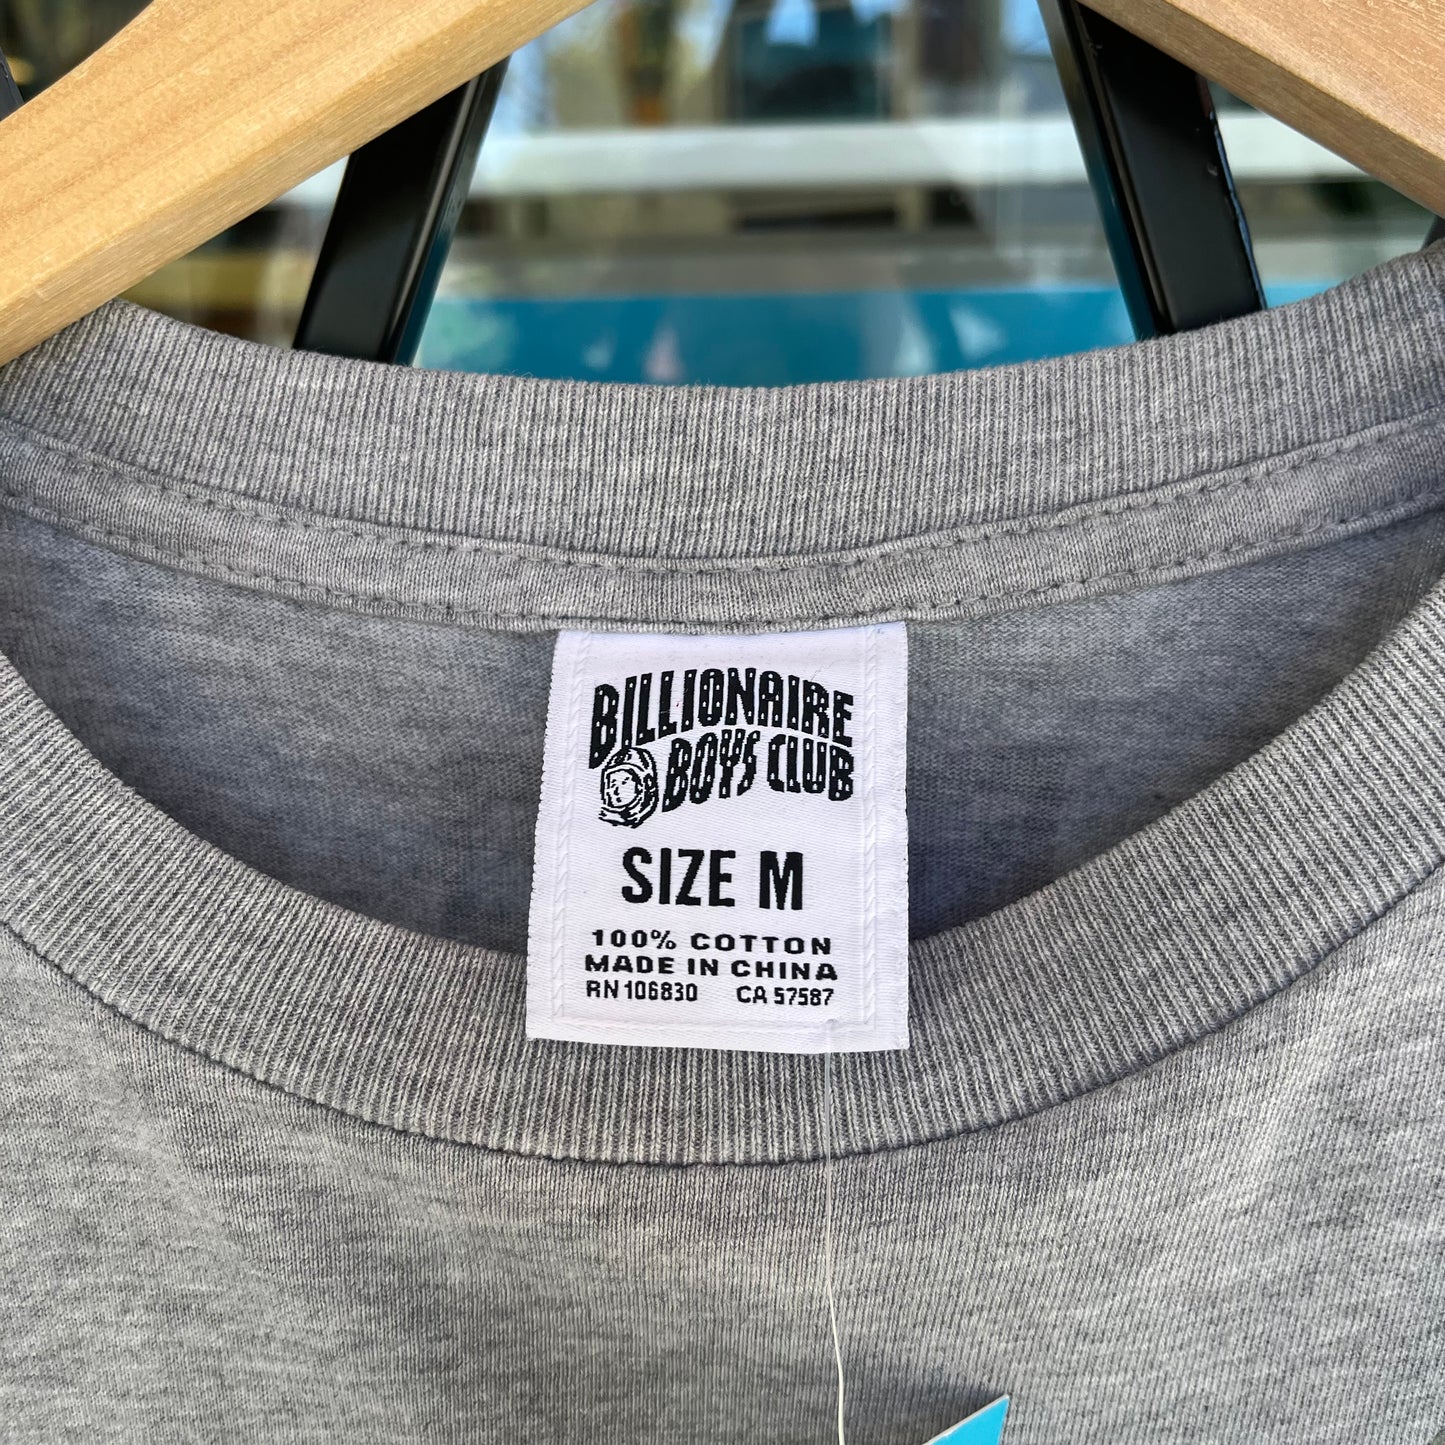 BILLIONAIRE
BOYS CLUB
SIZE M
100% COTTON
MADE IN CHINA
RN 106830 CA 57587